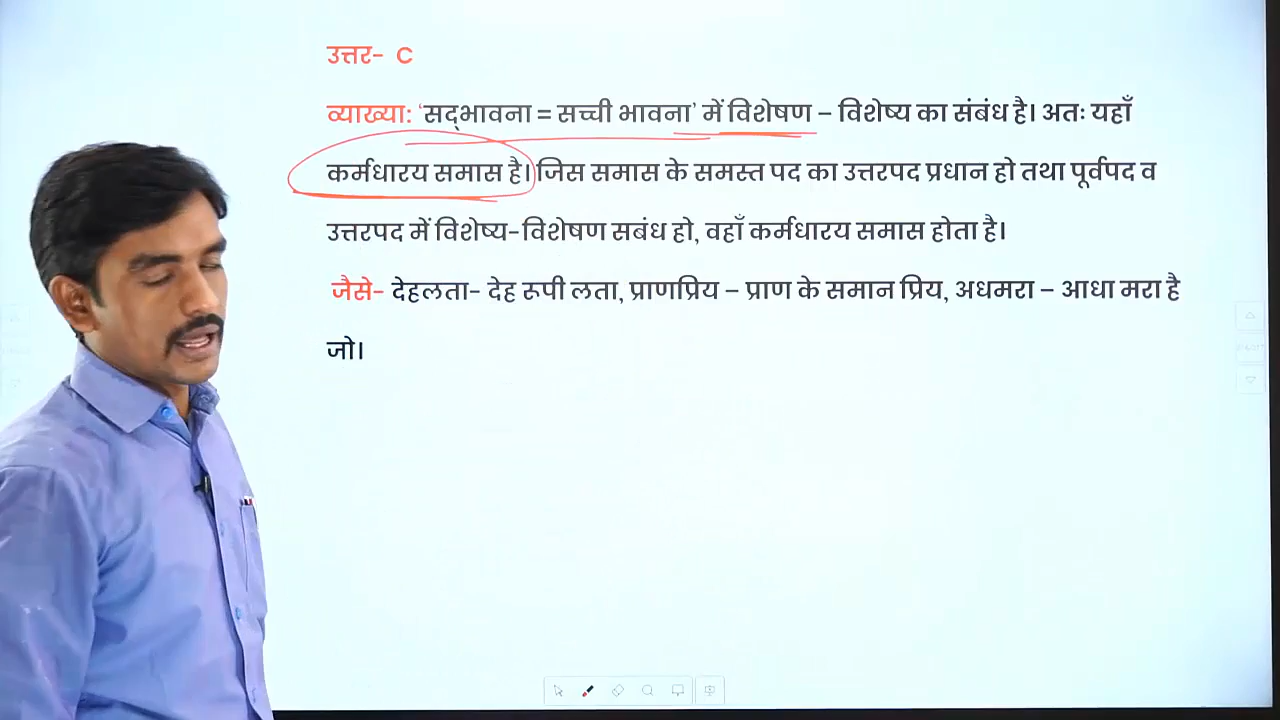 उत्तर- C
व्याख्या: 'सद्‌भावना = सच्ची भावना' में विशेषण – विशेष्य का संबंध है। अतः यहाँ
कर्मधारय समास है। जिस समास के समस्त पद का उत्तरपद प्रधान हो तथा पूर्वपद व
उत्तरपद में विशेष्य-विशेषण सबंध हो, वहाँ कर्मधारय समास होता है।
जैसे- देहलता- देह रूपी लता, प्राणप्रिय – प्राण के समान प्रिय, अधमरा – आधा मरा है
जो।